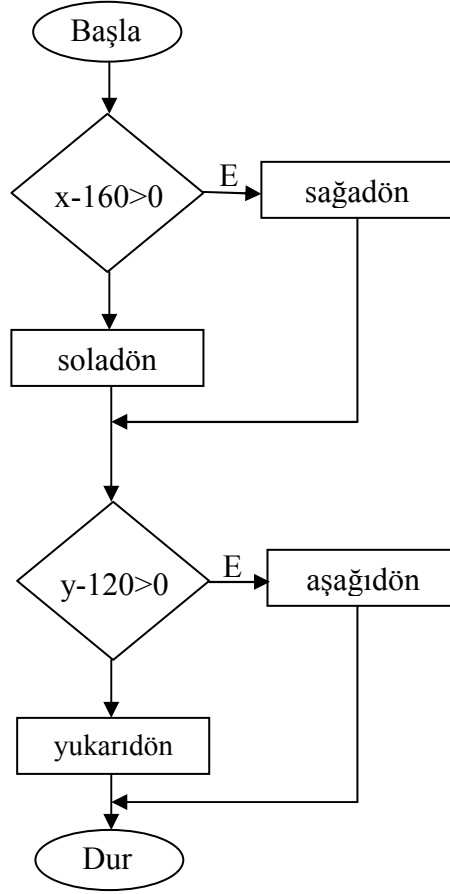 Başla
x-160>0
E
sağadön
soladön
y-120>0
E
aşağıdön
yukarıdön
Dur